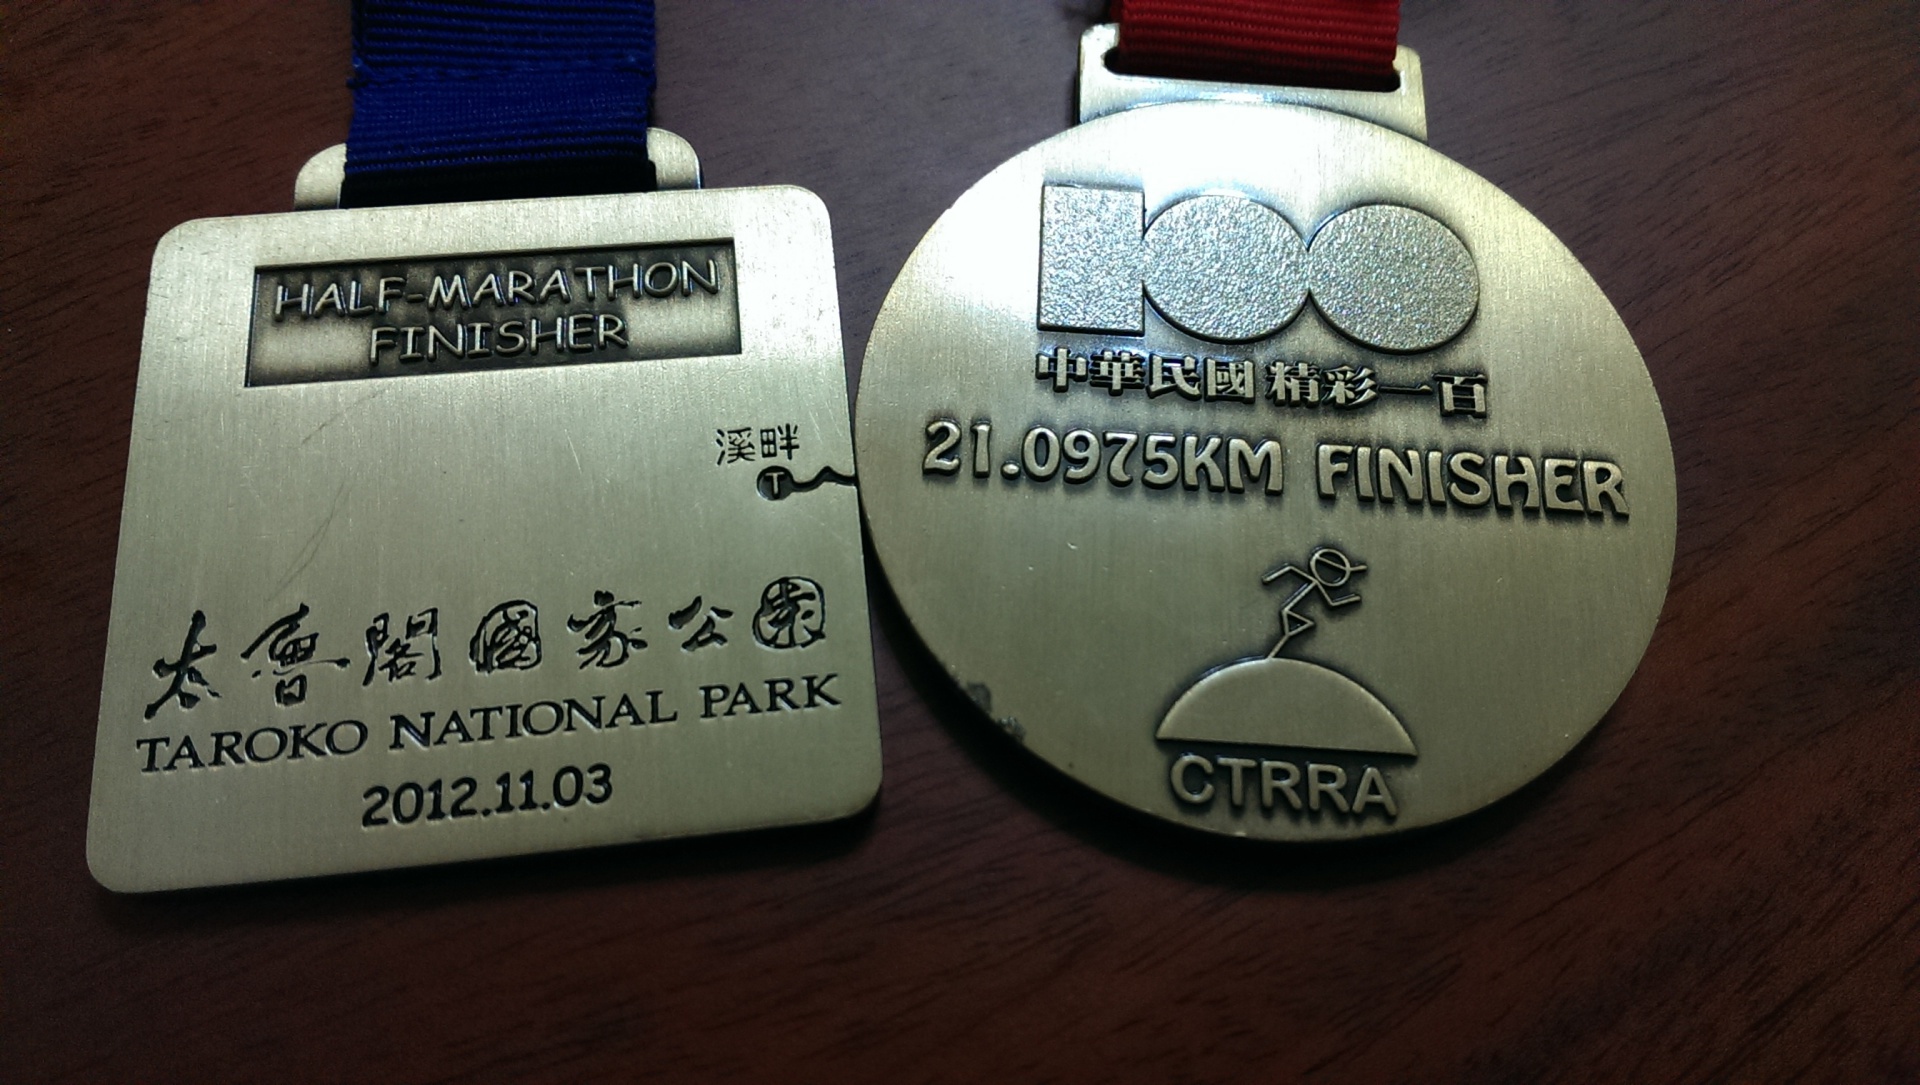 HALF-MARATHON
FINISHER
溪畔
T
太魯閣國家公園
TAROKO NATIONAL PARK
2012.11.03
100
中華民國 精彩一百
21.0975KM FINISHER
CTRRA